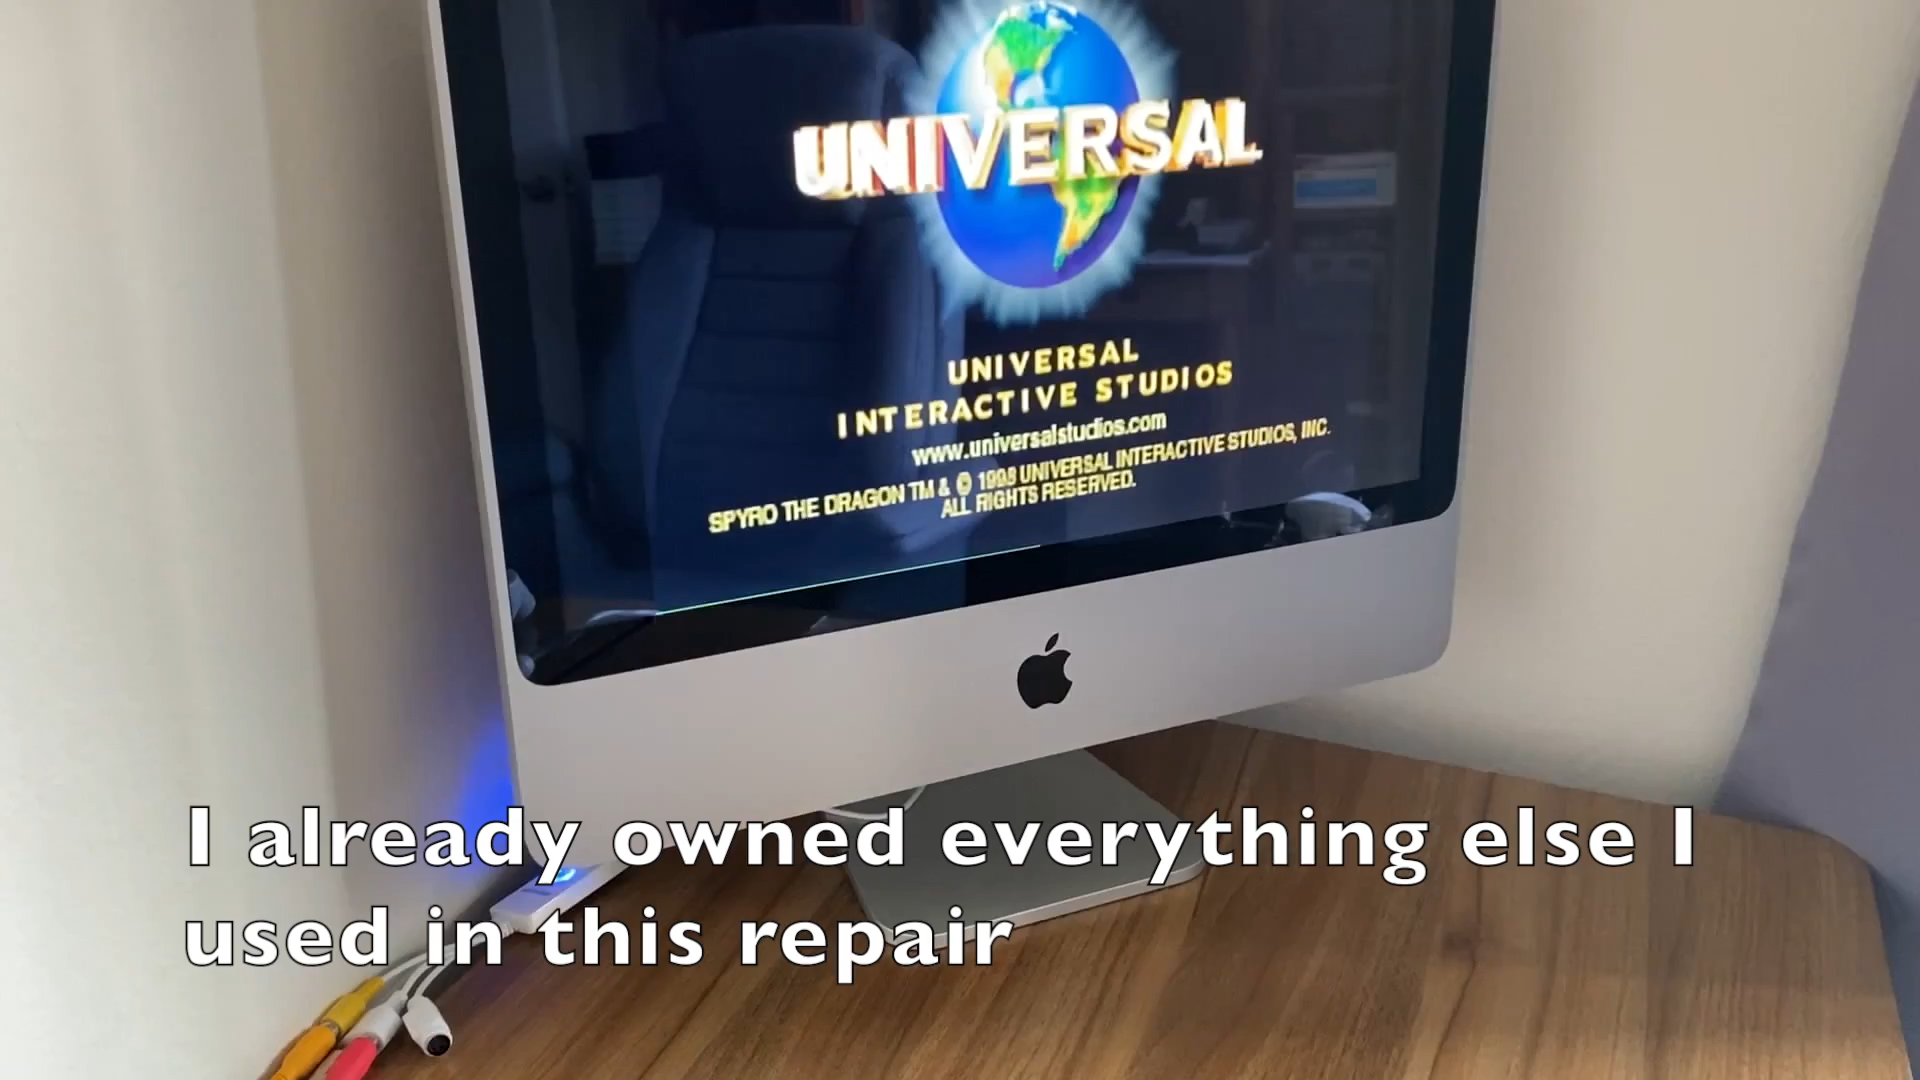 UNIVERSAL
UNIVERSAL
INTERACTIVE STUDIOS
www.universalstudios.com
SPYRO THE DRAGON TM & © 1998 UNIVERSAL INTERACTIVE STUDIOS, INC.
ALL RIGHTS RESERVED.
I already owned everything else I
used in this repair